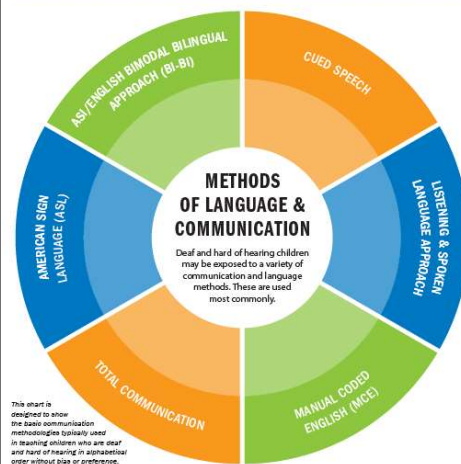 ASI/ENGLISH BIMODAL BILINGUAL
APPROACH (BI-BI)
CUED SPEECH
AMERICAN SIGN
LANGUAGE (ASL)
METHODS
OF LANGUAGE &
COMMUNICATION
Deaf and hard of hearing children
may be exposed to a variety of
communication and language
methods. These are used
most commonly.
LISTENING & SPOKEN
LANGUAGE APPROACH
TOTAL COMMUNICATION
MANUAL CODED
ENGLISH (MCE)
This chart is
designed to show
the basic communication
methodologies typically used
in teaching children who are deaf
and hard of hearing in alphabetical
order without bias or preference.